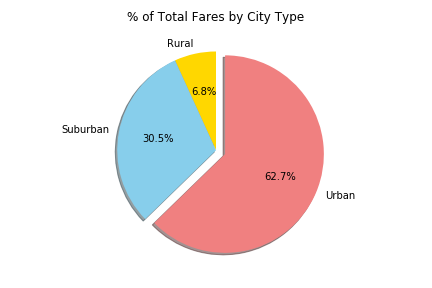 % of Total Fares by City Type
Rural
6.8%
Suburban
30.5%
62.7%
Urban